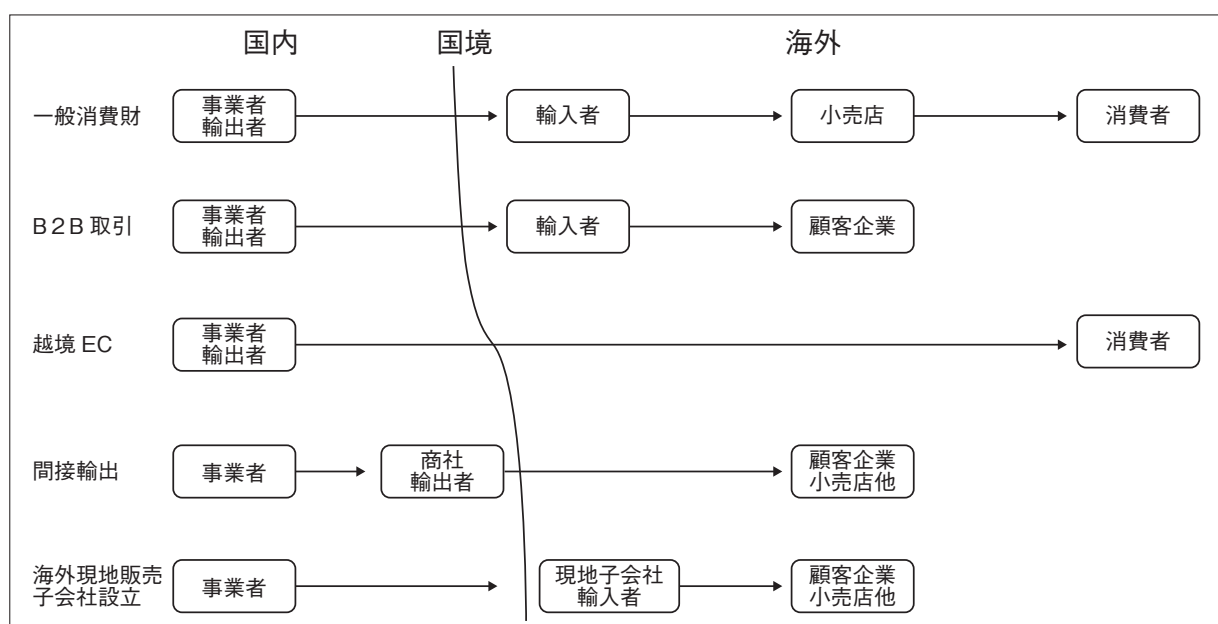 国内
国境
海外
一般消費財
事業者
輸出者
輸入者
小売店
消費者
B2B取引
事業者
輸出者
輸入者
顧客企業
越境 EC
事業者
輸出者
消費者
間接輸出
事業者
商社
輸出者
顧客企業
小売店他
海外現地販売
子会社設立
事業者
現地子会社
輸入者
顧客企業
小売店他